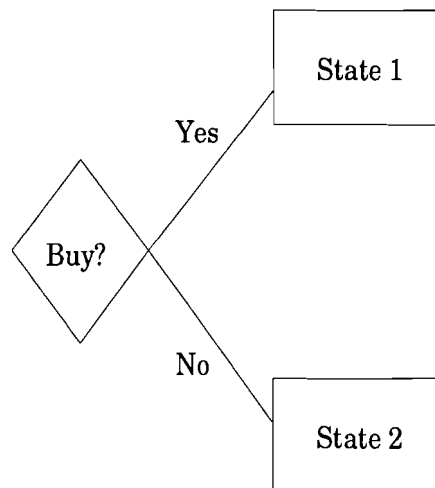 State 1
Yes
Buy?
No
State 2